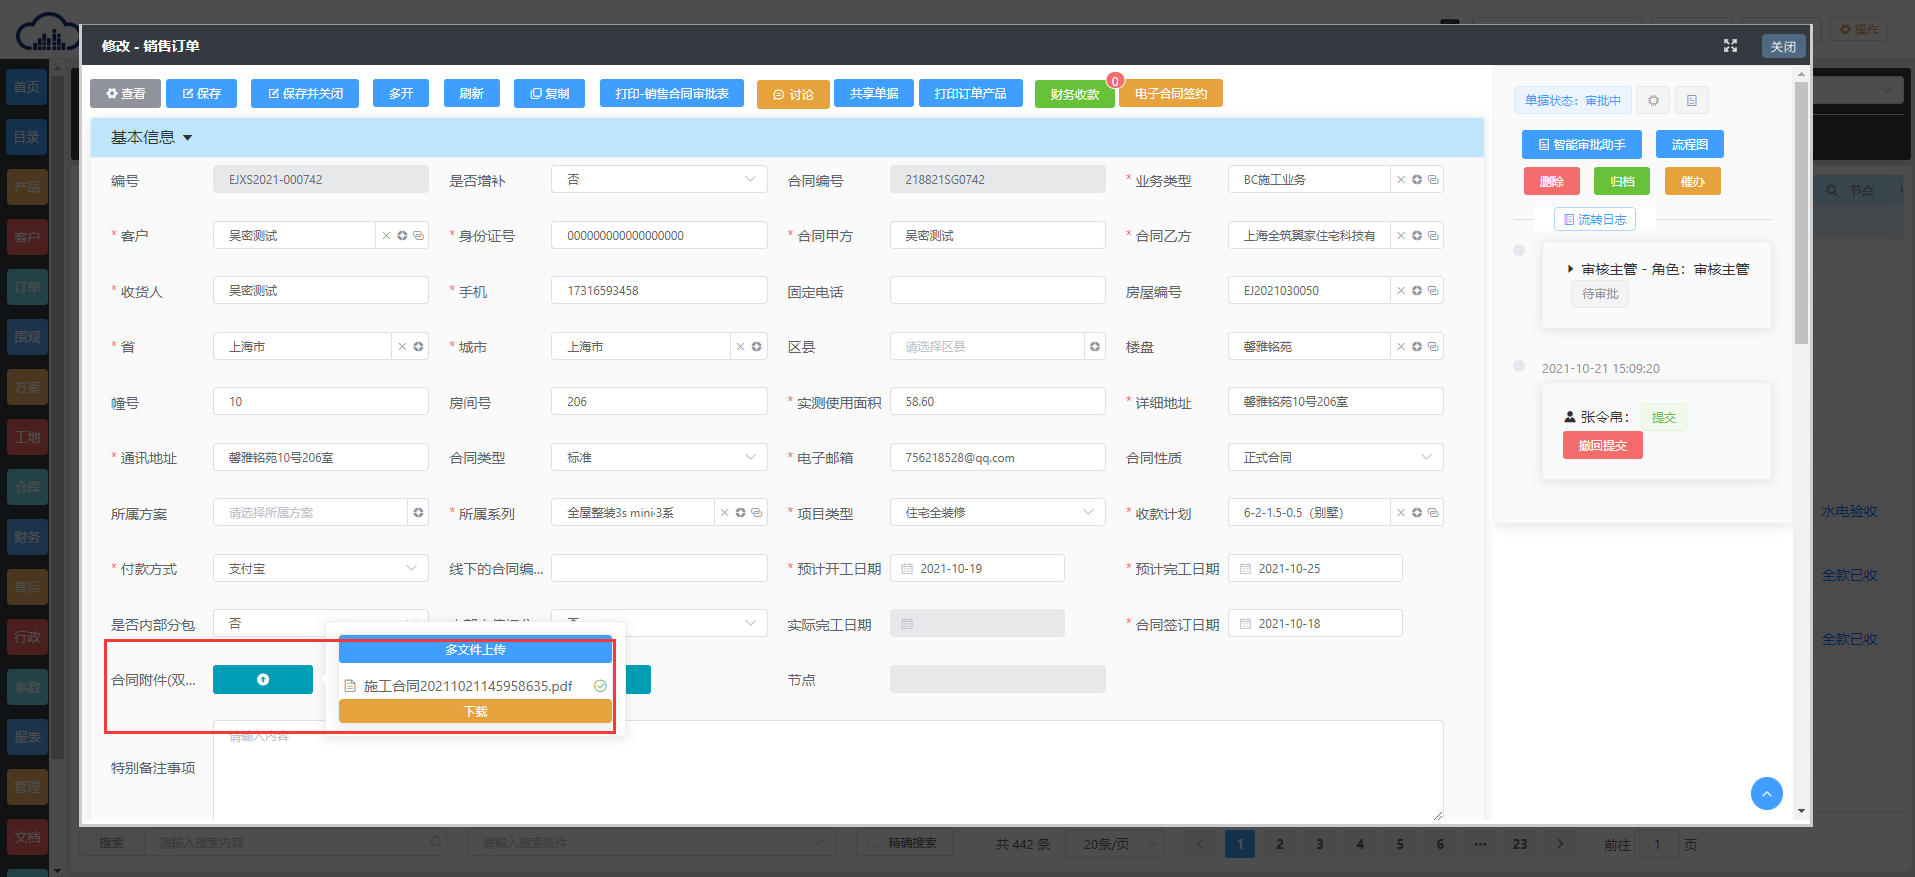 操作
修改 - 销售订单
关闭
查看
保存
保存并关闭
多开
刷新
复制
打印-销售合同审批表
讨论
共享单据
打印订单产品
财务收款
0
电子合同签约
基本信息
编号
EJXS2021-000742
是否增补
否
合同编号
218821SG0742
* 业务类型
BC施工业务
* 客户
吴密测试
* 身份证号
000000000000000000
* 合同甲方
吴密测试
* 合同乙方
上海全筑翼家住宅科技有
* 收货人
吴密测试
* 手机
17316593458
固定电话
房屋编号
EJ2021030050
* 省
上海市
* 城市
上海市
区县
请选择区县
楼盘
馨雅铭苑
幢号
10
房间号
206
* 实测使用面积
58.60
* 详细地址
馨雅铭苑10号206室
* 通讯地址
馨雅铭苑10号206室
合同类型
标准
* 电子邮箱
756218528@qq.com
合同性质
正式合同
所属方案
请选择所属方案
* 所属系列
全屋整装3s mini·3系
* 项目类型
住宅全装修
* 收款计划
6-2-1.5-0.5（别墅）
* 付款方式
支付宝
线下的合同编...
* 预计开工日期
2021-10-19
* 预计完工日期
2021-10-25
是否内部分包
否
实际完工日期
* 合同签订日期
2021-10-18
合同附件(双...
多文件上传
施工合同20211021145958635.pdf
下载
节点
请输入内容
特别备注事项
单据状态：审批中
智能审批助手
流程图
删除
归档
催办
流转日志
审核主管 - 角色：审核主管
待审批
2021-10-21 15:09:20
张令帛：
提交
撤回提交
首页
目录
产品
客户
订单
围观
方案
工地
仓库
财务
售后
行政
参数
报表
管理
文档
节点
水电验收
全款已收
全款已收
搜索
请输入搜索内容
请输入搜索条件
精确搜索
共 442 条
20条/页
1
2
3
4
5
6
···
23
前往
1
页